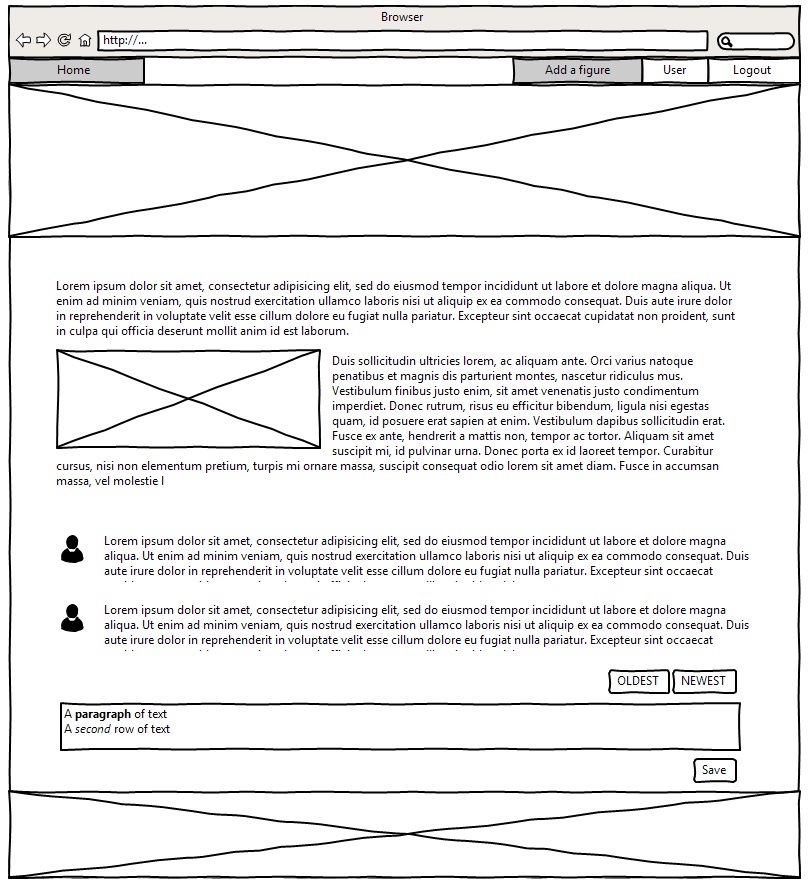 Browser
http://...
Home
Add a figure
User
Logout
Lorem ipsum dolor sit amet, consectetur adipisicing elit, sed do eiusmod tempor incididunt ut labore et dolore magna aliqua. Ut
enim ad minim veniam, quis nostrud exercitation ullamco laboris nisi ut aliquip ex ea commodo consequat. Duis aute irure dolor
in reprehenderit in voluptate velit esse cillum dolore eu fugiat nulla pariatur. Excepteur sint occaecat cupidatat non proident, sunt
in culpa qui officia deserunt mollit anim id est laborum.
Duis sollicitudin ultricies lorem, ac aliquam ante. Orci varius natoque
penatibus et magnis dis parturient montes, nascetur ridiculus mus.
Vestibulum finibus justo enim, sit amet venenatis justo condimentum
imperdiet. Donec rutrum, risus eu efficitur bibendum, ligula nisi egestas
quam, id posuere erat sapien at enim. Vestibulum dapibus sollicitudin erat.
Fusce ex ante, hendrerit a mattis non, tempor ac tortor. Aliquam sit amet
suscipit mi, id pulvinar urna. Donec porta ex id laoreet tempor. Curabitur
cursus, nisi non elementum pretium, turpis mi ornare massa, suscipit consequat odio lorem sit amet diam. Fusce in accumsan
massa, vel molestie l
Lorem ipsum dolor sit amet, consectetur adipisicing elit, sed do eiusmod tempor incididunt ut labore et dolore magna
aliqua. Ut enim ad minim veniam, quis nostrud exercitation ullamco laboris nisi ut aliquip ex ea commodo consequat. Duis
aute irure dolor in reprehenderit in voluptate velit esse cillum dolore eu fugiat nulla pariatur. Excepteur sint occaecat
Lorem ipsum dolor sit amet, consectetur adipisicing elit, sed do eiusmod tempor incididunt ut labore et dolore magna
aliqua. Ut enim ad minim veniam, quis nostrud exercitation ullamco laboris nisi ut aliquip ex ea commodo consequat. Duis
aute irure dolor in reprehenderit in voluptate velit esse cillum dolore eu fugiat nulla pariatur. Excepteur sint occaecat
OLDEST
NEWEST
A paragraph of text
A second row of text
Save